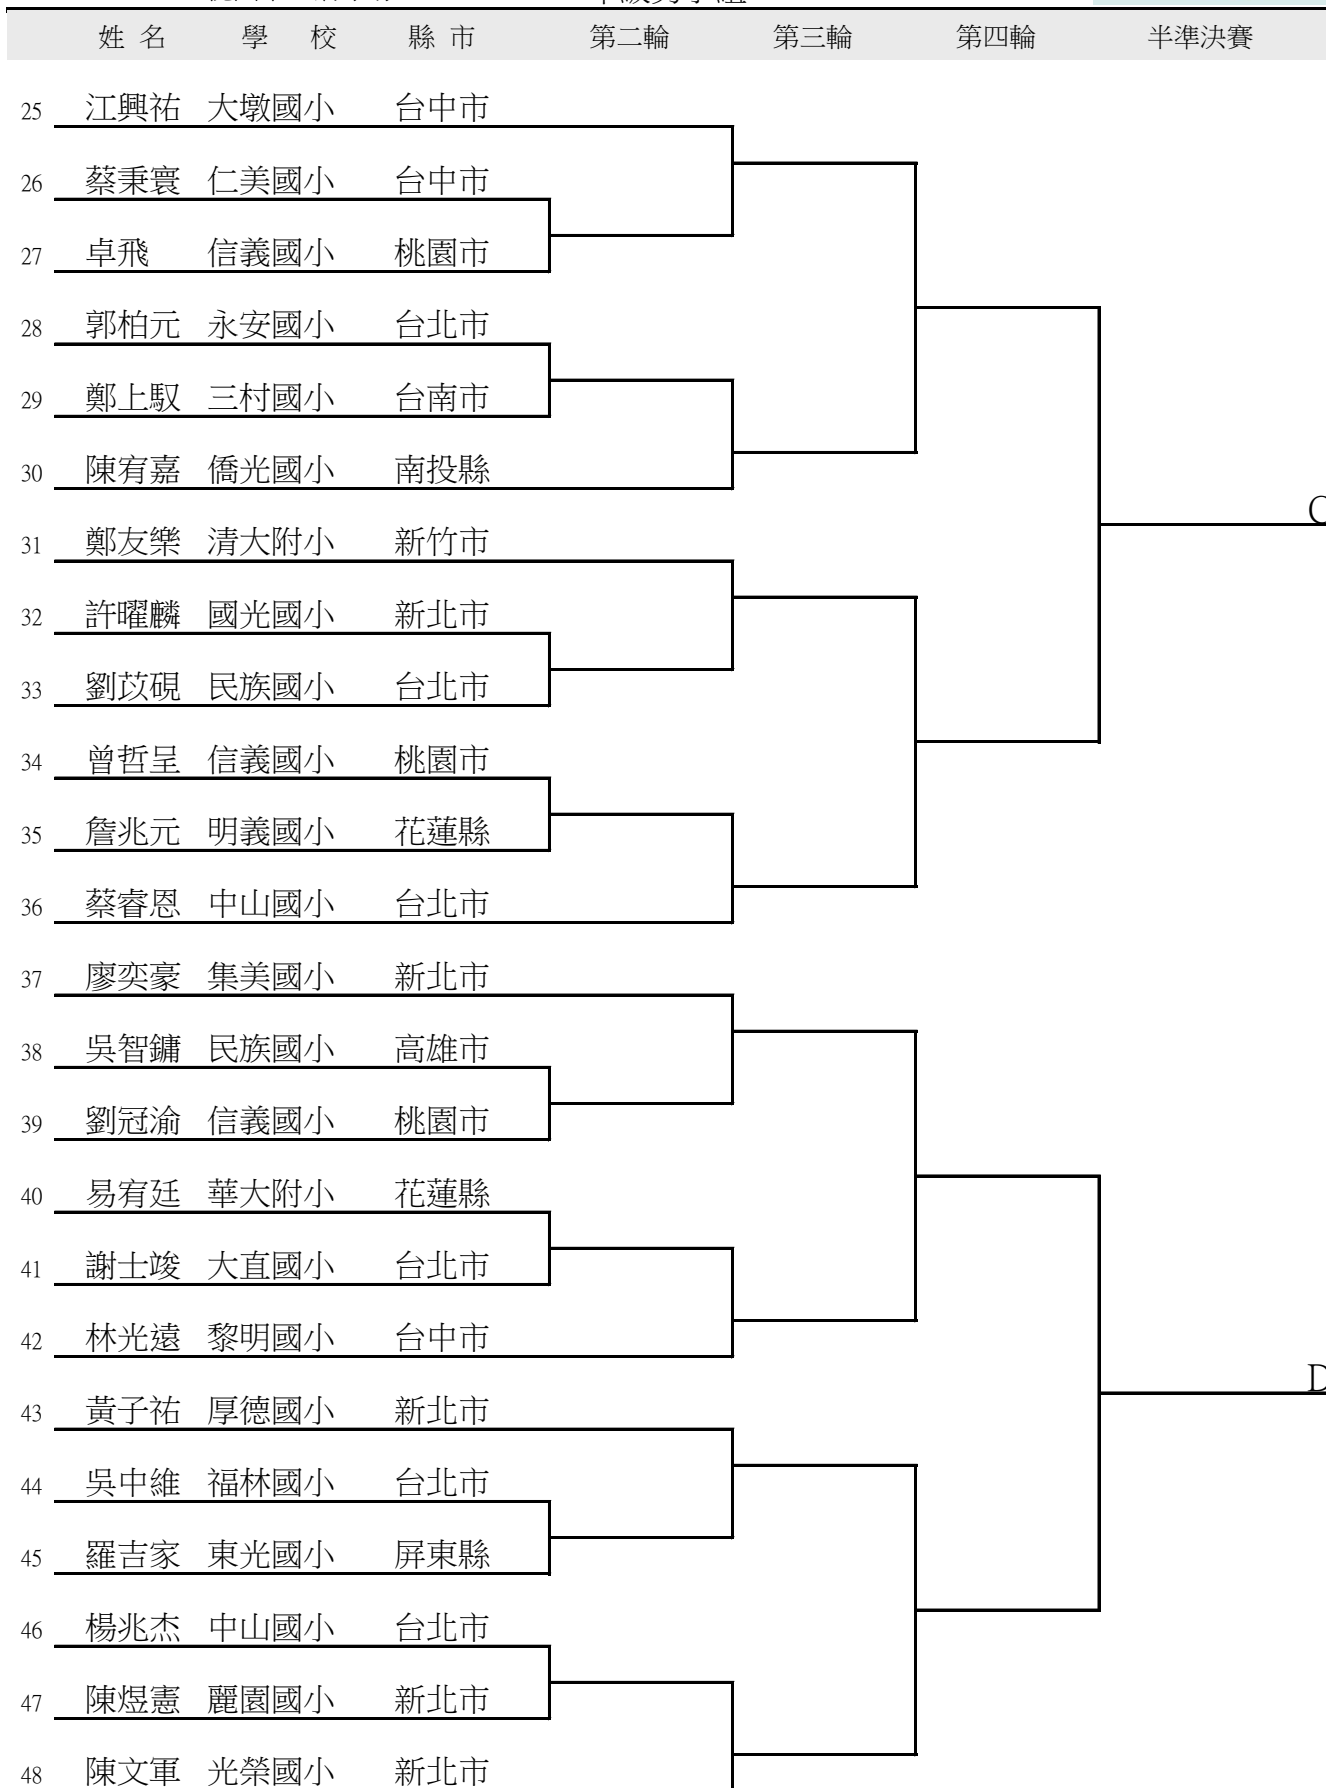 姓 名 學 校 縣 市 第二輪 第三輪 第四輪 半準決賽
25 江興祐 大墩國小 台中市
26 蔡秉寰 仁美國小 台中市
27 卓飛 信義國小 桃園市
28 郭柏元 永安國小 台北市
29 鄭上馭 三村國小 台南市
30 陳宥嘉 僑光國小 南投縣
C
31 鄭友樂 清大附小 新竹市
32 許曜麟 國光國小 新北市
33 劉苡硯 民族國小 台北市
34 曾哲呈 信義國小 桃園市
35 詹兆元 明義國小 花蓮縣
36 蔡睿恩 中山國小 台北市
37 廖奕豪 集美國小 新北市
38 吳智鏞 民族國小 高雄市
39 劉冠渝 信義國小 桃園市
40 易宥廷 華大附小 花蓮縣
41 謝士竣 大直國小 台北市
42 林光遠 黎明國小 台中市
D
43 黃子祐 厚德國小 新北市
44 吳中維 福林國小 台北市
45 羅吉家 東光國小 屏東縣
46 楊兆杰 中山國小 台北市
47 陳煜憲 麗園國小 新北市
48 陳文軍 光榮國小 新北市